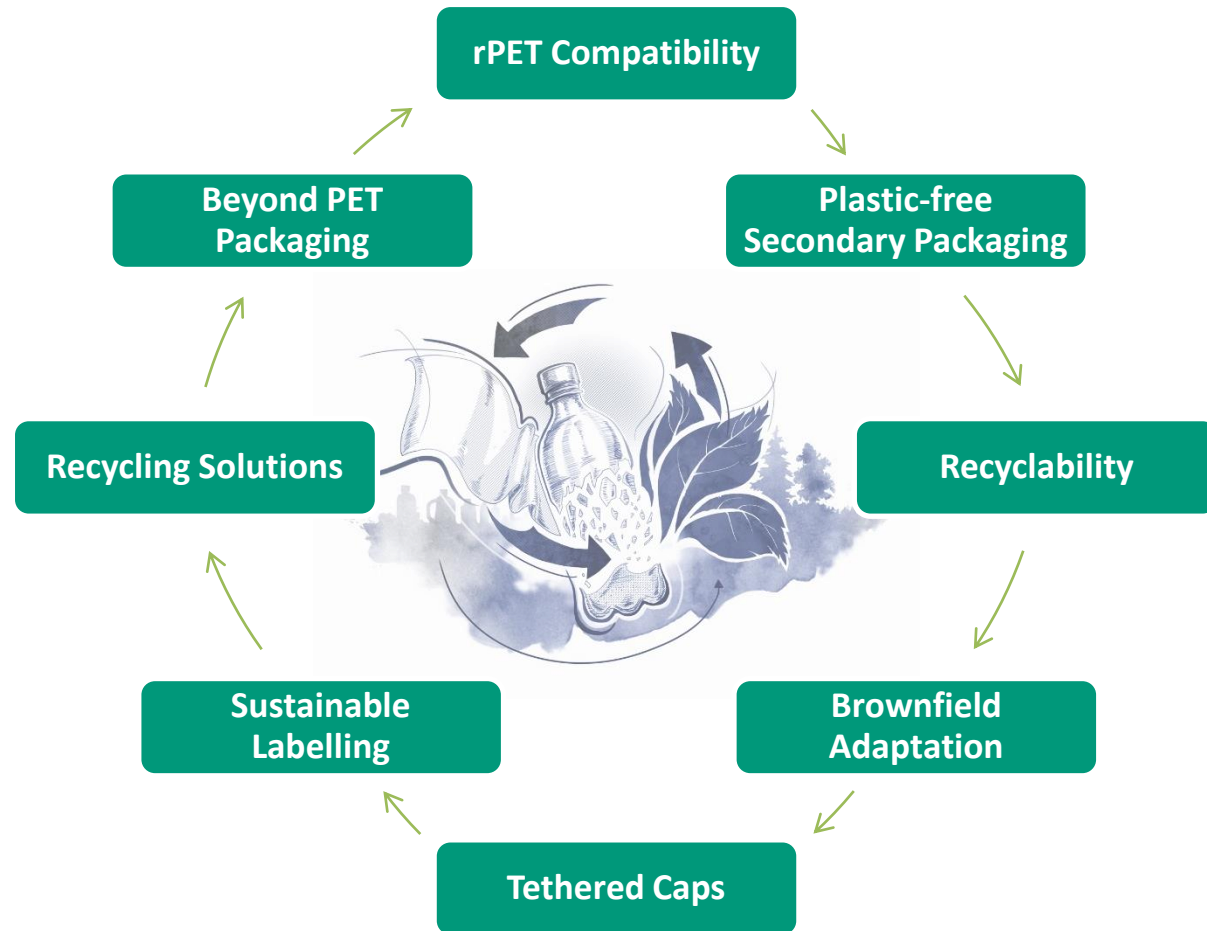 rPET Compatibility
Beyond PET
Packaging
Plastic-free
Secondary Packaging
Recycling Solutions
Recyclability
Sustainable
Labelling
Brownfield
Adaptation
Tethered Caps